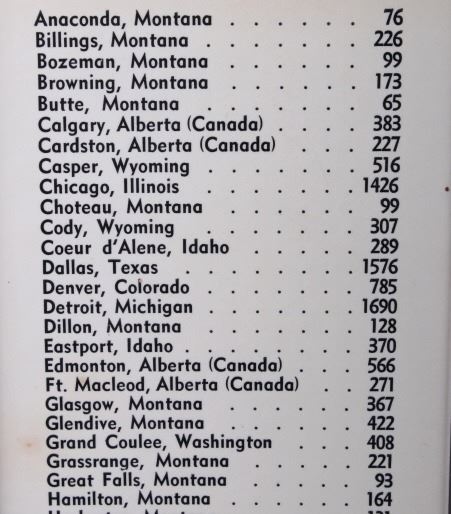 Anaconda, Montana . . . . . . 76
Billings, Montana . . . . . . . 226
Bozeman, Montana . . . . . . 99
Browning, Montana . . . . . . 173
Butte, Montana . . . . . . . 65
Calgary, Alberta (Canada) . . . . 383
Cardston, Alberta (Canada) . . . 227
Casper, Wyoming . . . . . . . 516
Chicago, Illinois . . . . . . . 1426
Choteau, Montana . . . . . . 99
Cody, Wyoming . . . . . . . 307
Coeur d'Alene, Idaho . . . . . 289
Dallas, Texas . . . . . . . . 1576
Denver, Colorado . . . . . . 785
Detroit, Michigan . . . . . . . 1690
Dillon, Montana . . . . . . . 128
Eastport, Idaho . . . . . . . . 370
Edmonton, Alberta (Canada) . . . 566
Ft. Macleod, Alberta (Canada) . . 271
Glasgow, Montana . . . . . . 367
Glendive, Montana . . . . . . 422
Grand Coulee, Washington . . . 408
Grassrange, Montana . . . . . 221
Great Falls, Montana . . . . . 93
Hamilton, Montana . . . . . . 164